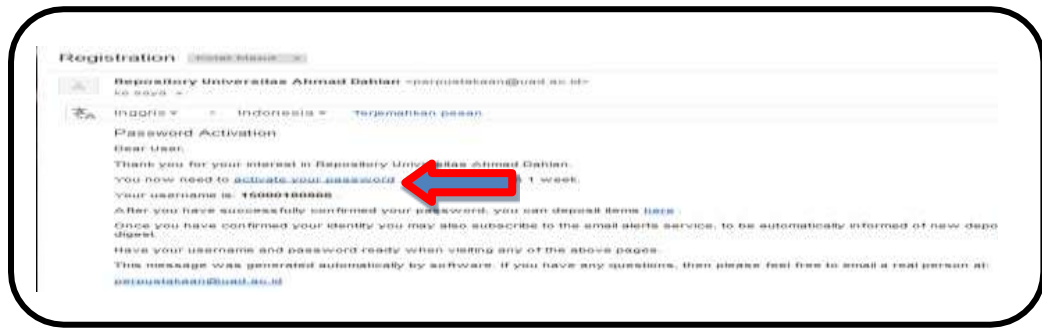 Registration Kotak Masuk x
Repository Universitas Ahmad Dahlan <perpustakaan@uad.ac.id>
ke saya
Inggris > Indonesia Terjemahkan pesan
Password Activation
Dear User,
Thank you for your interest in Repository Universitas Ahmad Dahlan.
You now need to activate your password 1 week.
Your username is:
After you have successfully confirmed your password, you can deposit items here .
Once you have confirmed your identity you may also subscribe to the email alerts service, to be automatically informed of new depo
digest.
Have your username and password ready when visiting any of the above pages.
This message was generated automatically by software. If you have any questions, then please feel free to email a real person at:
perpustakaan@uad.ac.id